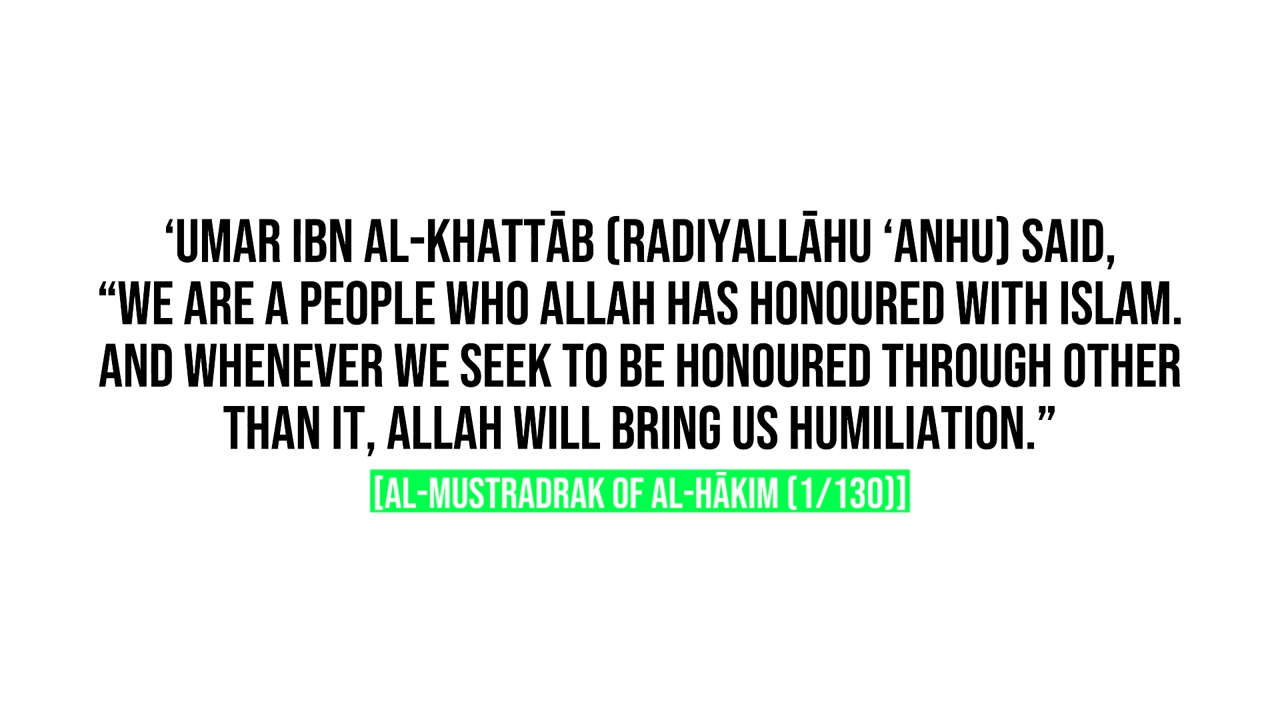 ‘UMAR IBN AL-KHATTĀB (RADIYALLĀHU ‘ANHU) SAID,
“WE ARE A PEOPLE WHO ALLAH HAS HONOURED WITH ISLAM.
AND WHENEVER WE SEEK TO BE HONOURED THROUGH OTHER
THAN IT, ALLAH WILL BRING US HUMILIATION.”
[AL-MUSTRADRAK OF AL-HĀKIM (1/130)]